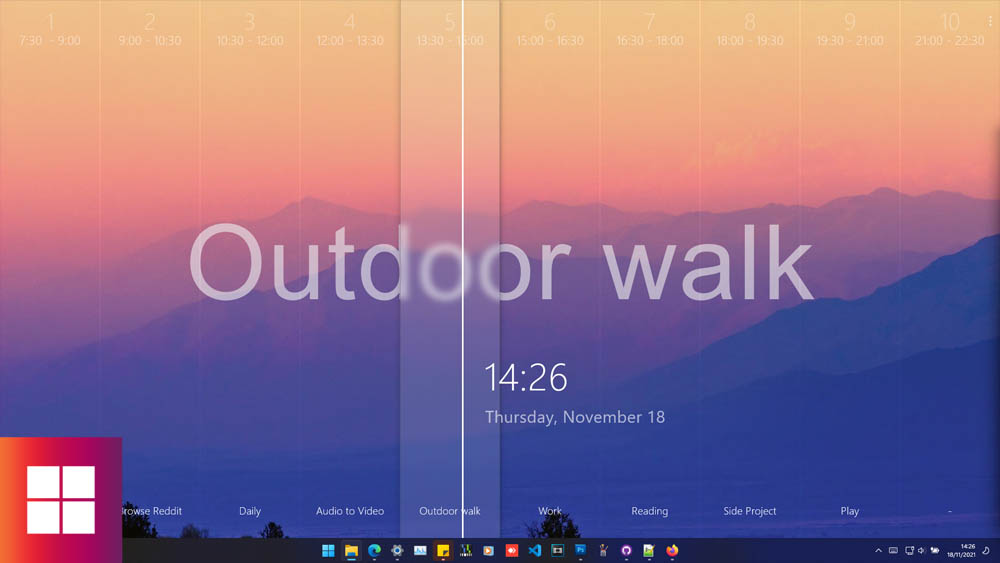 1 2 3 4 5 6 7 8 9 10
7:30 - 9:00 9:00 - 10:30 10:30 - 12:00 12:00 - 13:30 13:30 - 15:00 15:00 - 16:30 16:30 - 18:00 18:00 - 19:30 19:30 - 21:00 21:00 - 22:30
Outdoor walk
14:26
Thursday, November 18
rowse Reddit Daily Audio to Video Outdoor walk Work Reading Side Project Play -
14:26
18/11/2021